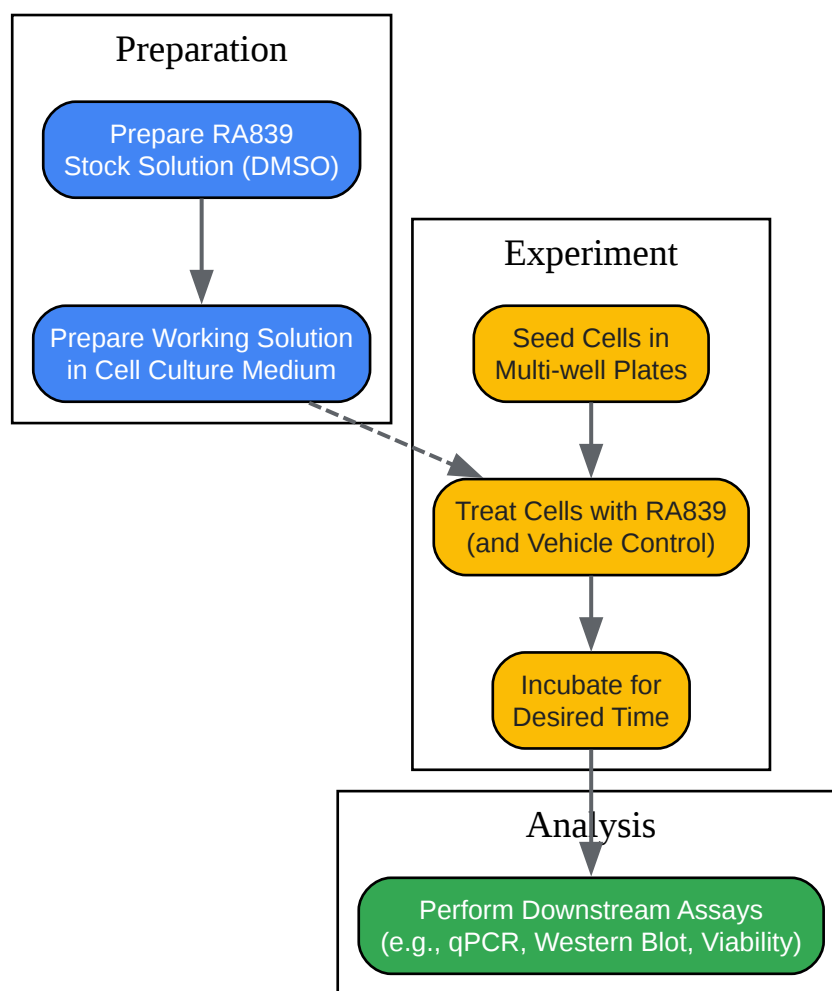 Preparation
Prepare RA839
Stock Solution (DMSO)
Prepare Working Solution
in Cell Culture Medium
Experiment
Seed Cells in
Multi-well Plates
Treat Cells with RA839
(and Vehicle Control)
Incubate for
Desired Time
Analysis
Perform Downstream Assays
(e.g., qPCR, Western Blot, Viability)